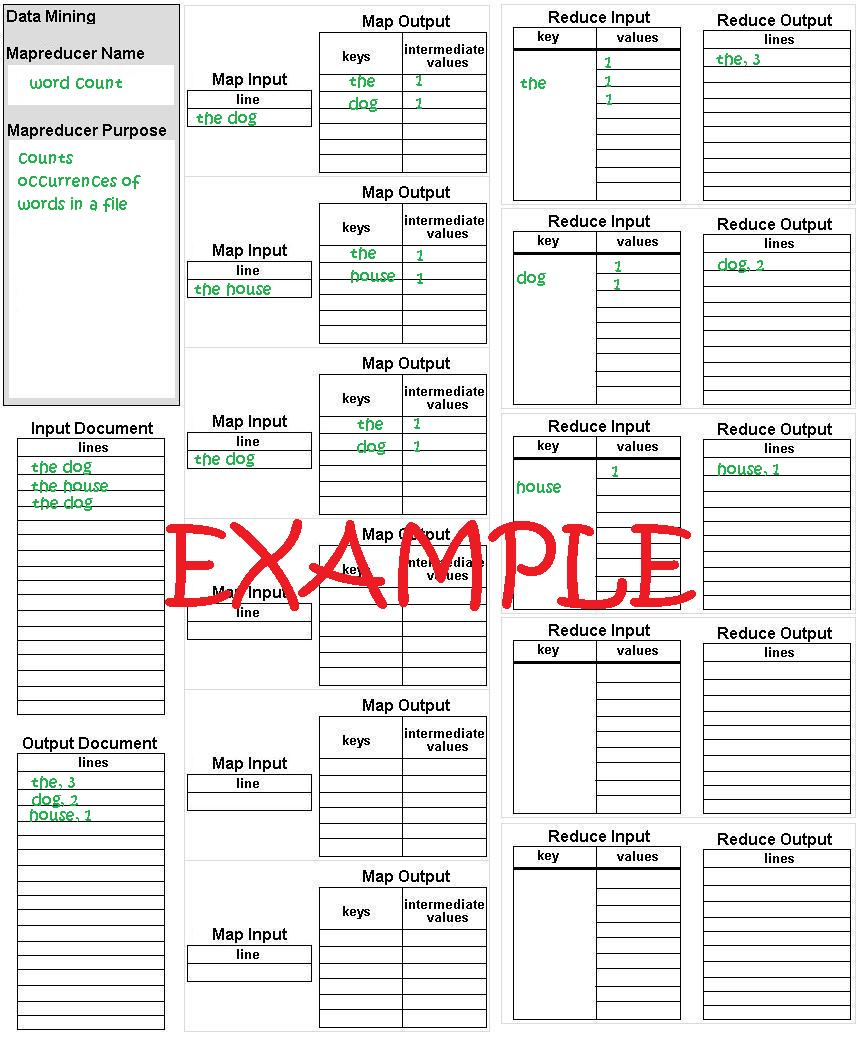 Data Mining
Mapreducer Name
word count
Mapreducer Purpose
counts
occurrences of
words in a file
Input Document
lines
the dog
the house
the dog
Output Document
lines
the, 3
dog, 2
house, 1
Map Input
line
the dog
Map Output
keys intermediate values
the 1
dog 1
Map Input
line
the house
Map Output
keys intermediate values
the 1
house 1
Map Input
line
the dog
Map Output
keys intermediate values
the 1
dog 1
Map Input
line
Map Output
keys intermediate values
EXAMPLE
Map Input
line
Map Output
keys intermediate values
Map Input
line
Map Output
keys intermediate values
Reduce Input
key values
the
1
1
1
Reduce Output
lines
the, 3
Reduce Input
key values
dog
1
1
Reduce Output
lines
dog, 2
Reduce Input
key values
house
1
Reduce Output
lines
house, 1
Reduce Input
key values
Reduce Output
lines
Reduce Input
key values
Reduce Output
lines